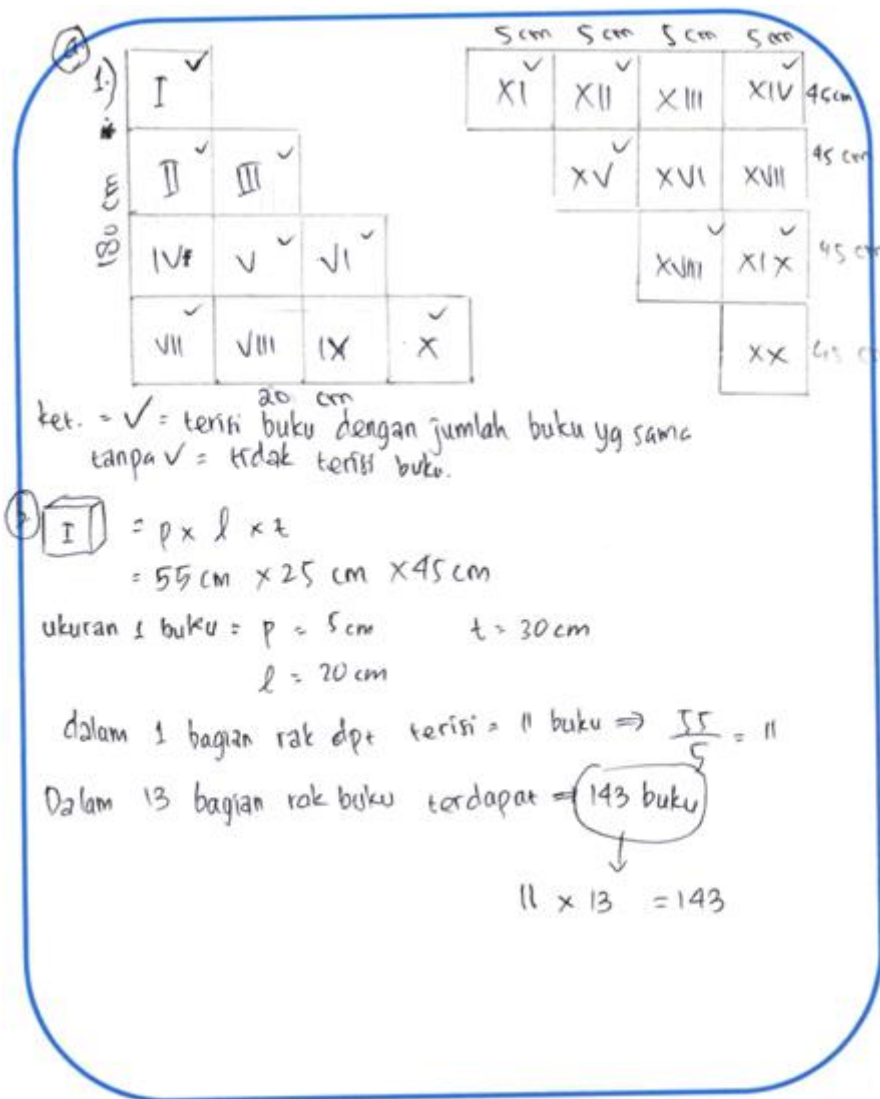 a
1.)
5 cm 5 cm 5 cm 5 cm
I ✓
XI ✓ XII ✓ XIII XIV ✓ 45cm
II ✓ III ✓
XV ✓ XVI XVII 45 cm
180 cm
IV V ✓ VI ✓
XVIII ✓ XIX ✓ 45 cm
VII ✓ VIII IX X ✓
XX 45 cm
20 cm
ket. = ✓ = terisi buku dengan jumlah buku yg sama
tanpa ✓ = tidak terisi buku.
I = p x l x t
= 55 cm x 25 cm x 45 cm
ukuran 1 buku = p = 5 cm t = 30 cm
l = 20 cm
dalam 1 bagian rak dpt terisi = 11 buku => 55/5 = 11
Dalam 13 bagian rak buku terdapat => 143 buku
11 x 13 = 143